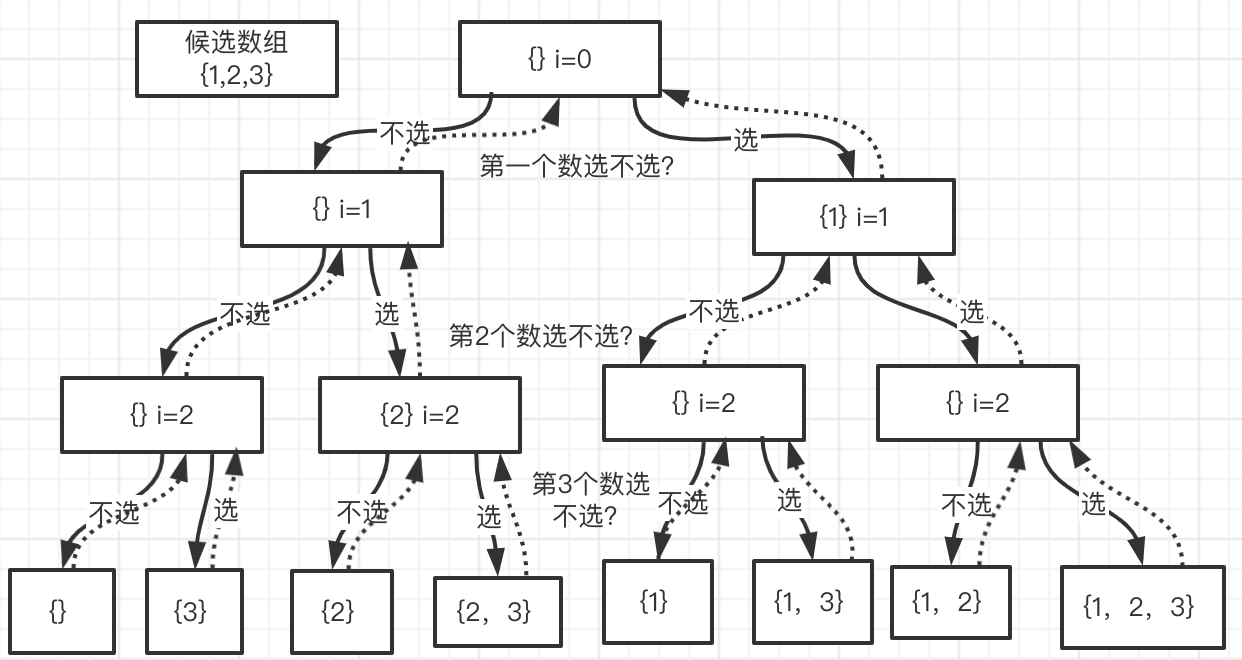 候选数组
{1,2,3}
{} i=0
不选
选
第一个数选不选?
{} i=1
{1} i=1
不选
选
第2个数选不选?
不选
选
{} i=2
{2} i=2
{} i=2
{} i=2
不选
选
不选
选
第3个数选
不选?
不选
选
不选
选
{}
{3}
{2}
{2, 3}
{1}
{1, 3}
{1, 2}
{1, 2, 3}